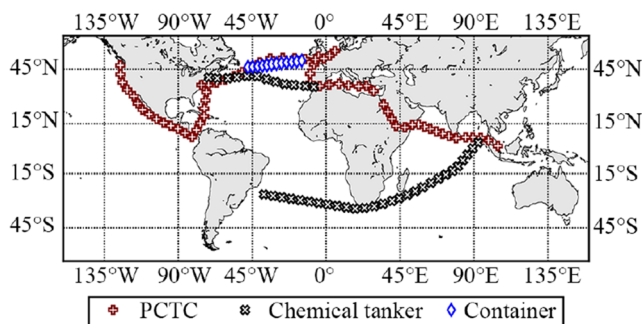 135°W 90°W 45°W 0° 45°E 90°E 135°E
45°N 45°N
15°N 15°N
15°S 15°S
45°S 45°S
135°W 90°W 45°W 0° 45°E 90°E 135°E
PCTC Chemical tanker Container